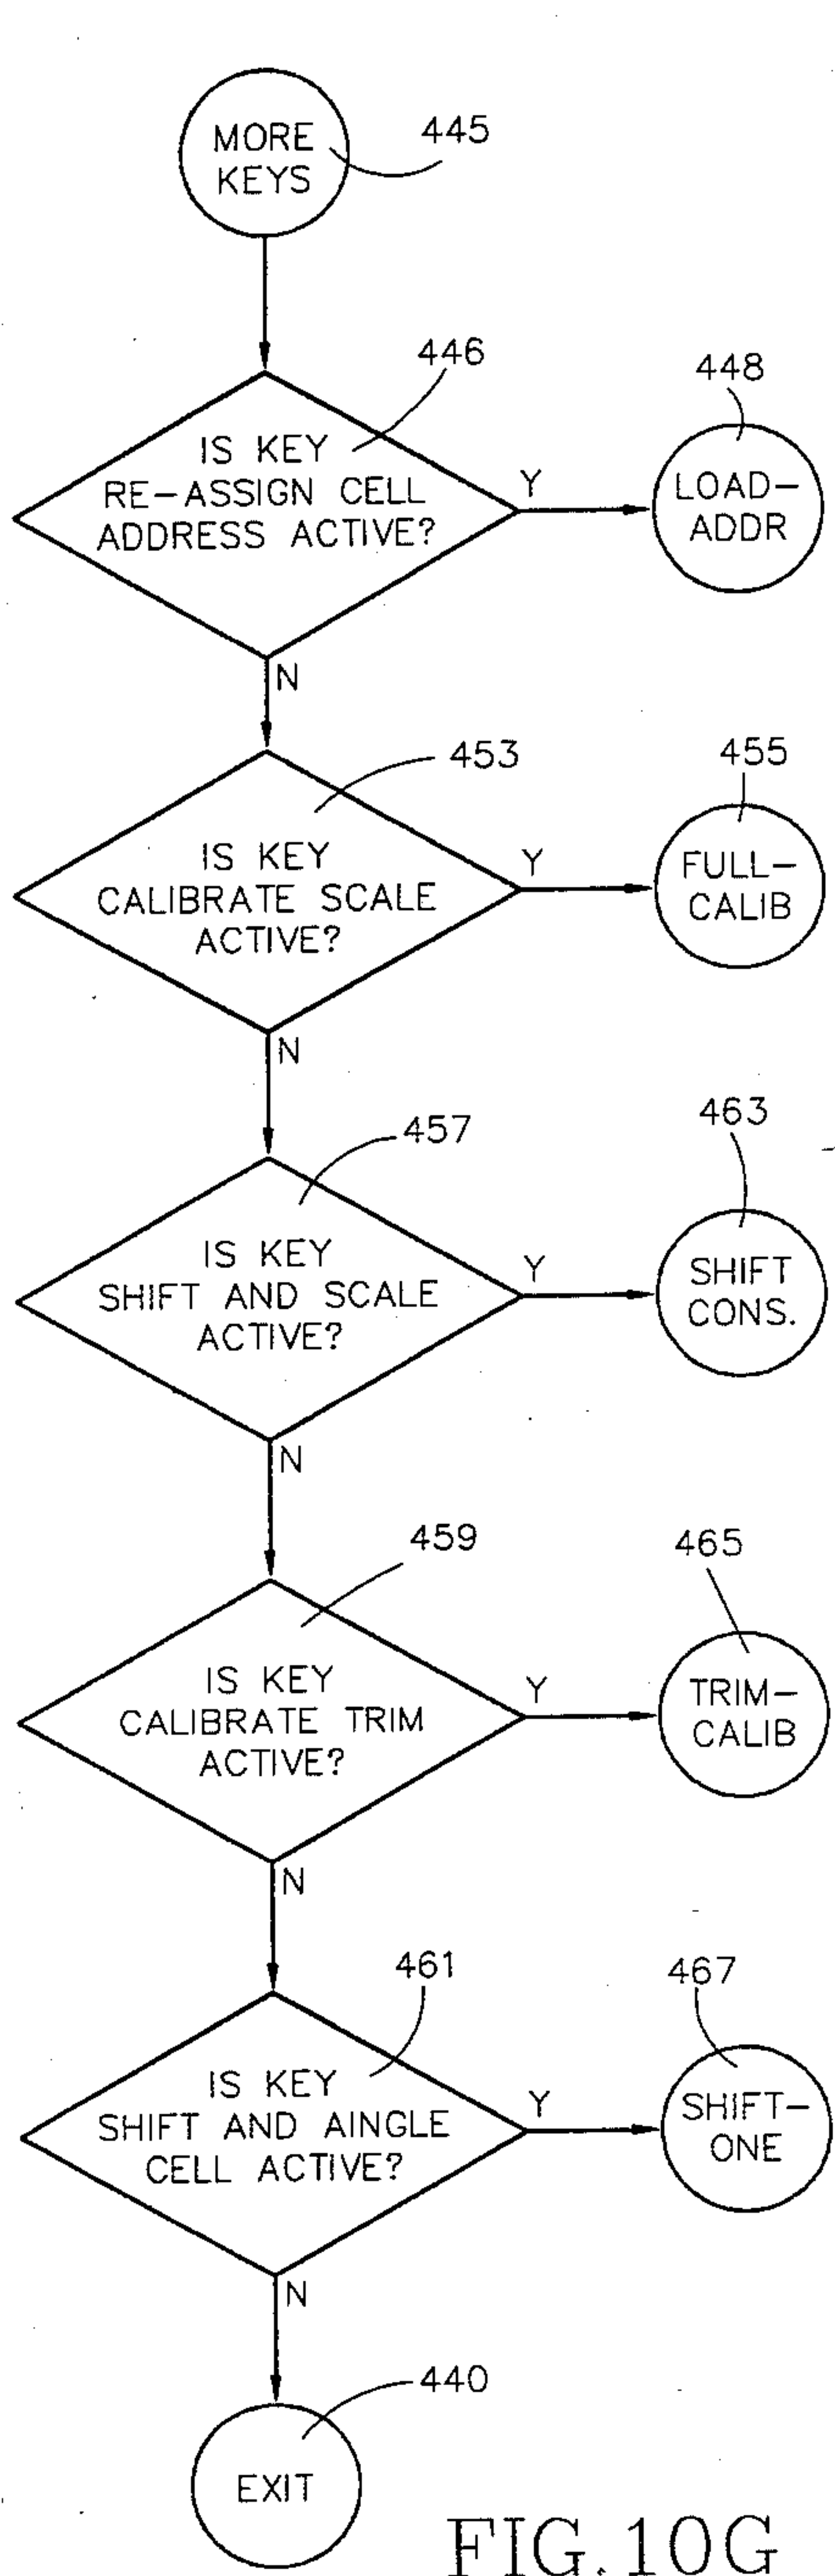 MORE
KEYS
445
446
IS KEY
RE-ASSIGN CELL
ADDRESS ACTIVE?
Y
448
LOAD-
ADDR
N
453
IS KEY
CALIBRATE SCALE
ACTIVE?
Y
455
FULL-
CALIB
N
457
IS KEY
SHIFT AND SCALE
ACTIVE?
Y
463
SHIFT
CONS.
N
459
IS KEY
CALIBRATE TRIM
ACTIVE?
Y
465
TRIM-
CALIB
N
461
IS KEY
SHIFT AND AINGLE
CELL ACTIVE?
Y
467
SHIFT-
ONE
N
440
EXIT
FIG. 10G